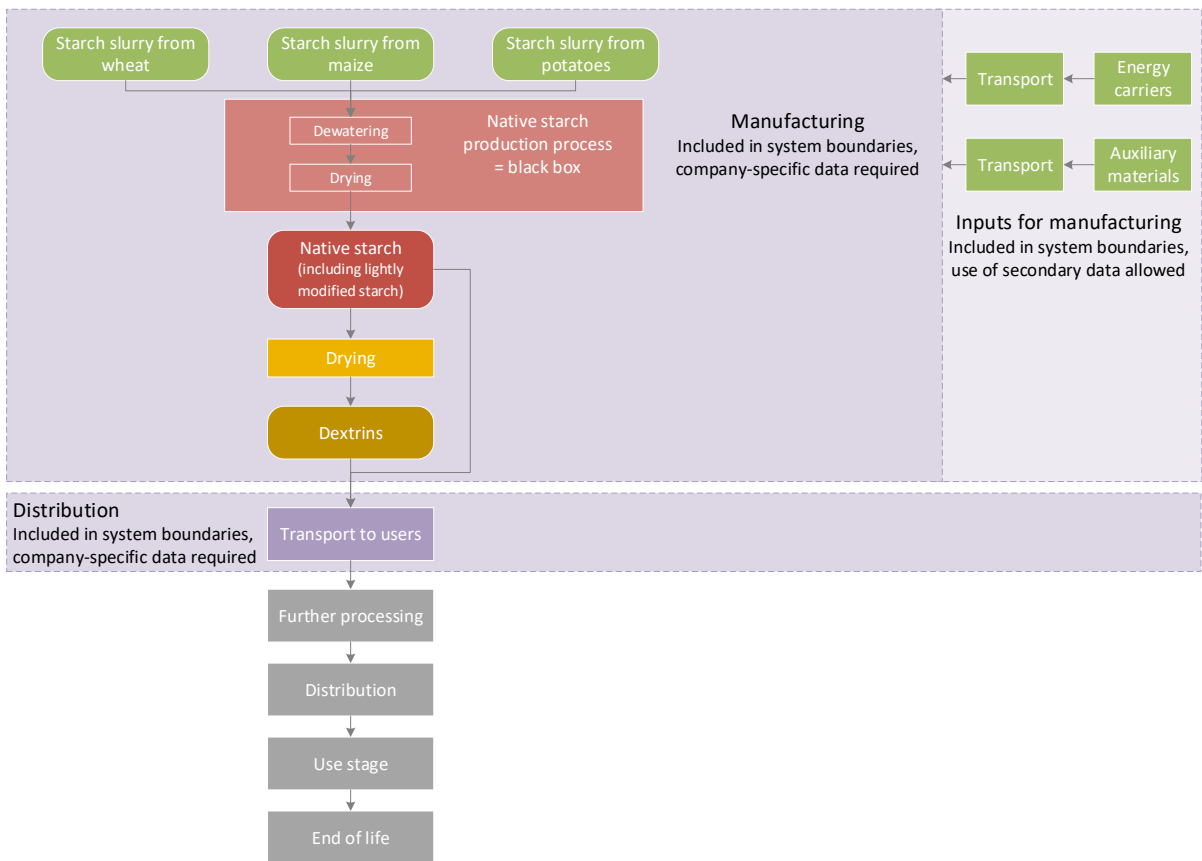 Starch slurry from
wheat
Starch slurry from
maize
Starch slurry from
potatoes
Dewatering
Drying
Native starch
production process
= black box
Manufacturing
Included in system boundaries,
company-specific data required
Transport
Energy
carriers
Transport
Auxiliary
materials
Inputs for manufacturing
Included in system boundaries,
use of secondary data allowed
Native starch
(including lightly
modified starch)
Drying
Dextrins
Distribution
Included in system boundaries,
company-specific data required
Transport to users
Further processing
Distribution
Use stage
End of life